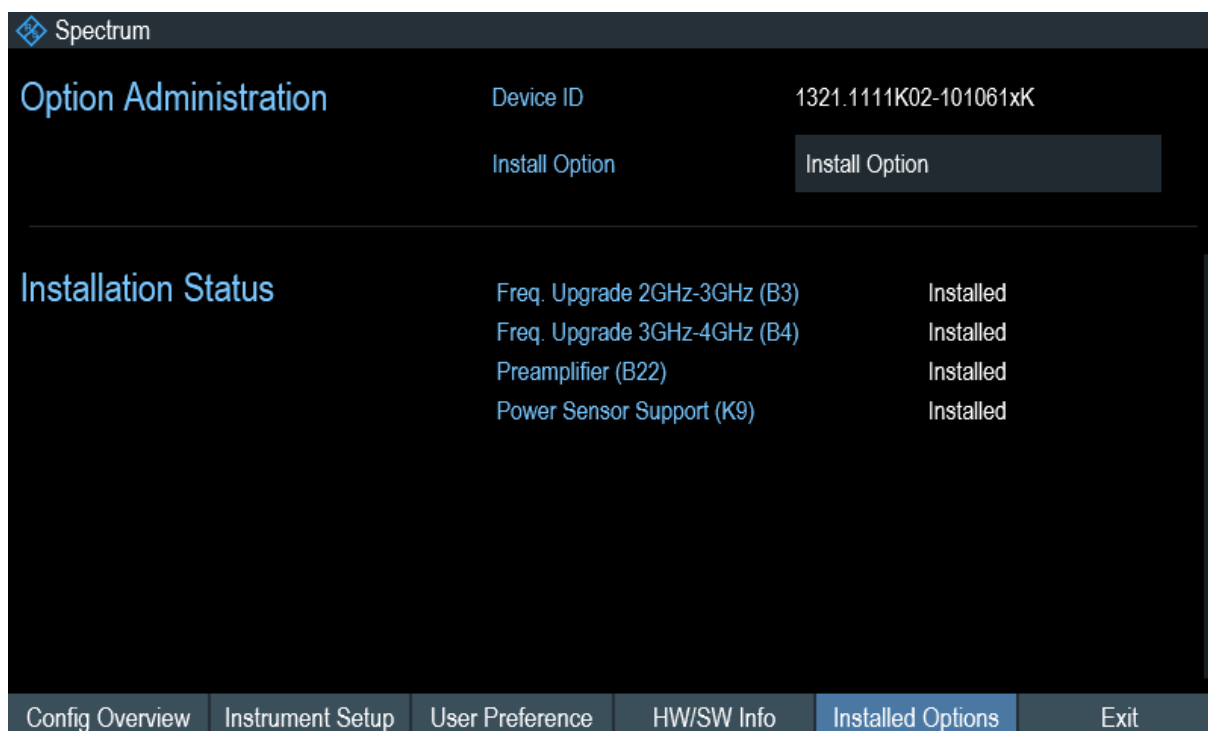 Spectrum
Option Administration
Device ID
1321.1111K02-101061xK
Install Option
Install Option
Installation Status
Freq. Upgrade 2GHz-3GHz (B3)
Installed
Freq. Upgrade 3GHz-4GHz (B4)
Installed
Preamplifier (B22)
Installed
Power Sensor Support (K9)
Installed
Config Overview
Instrument Setup
User Preference
HW/SW Info
Installed Options
Exit